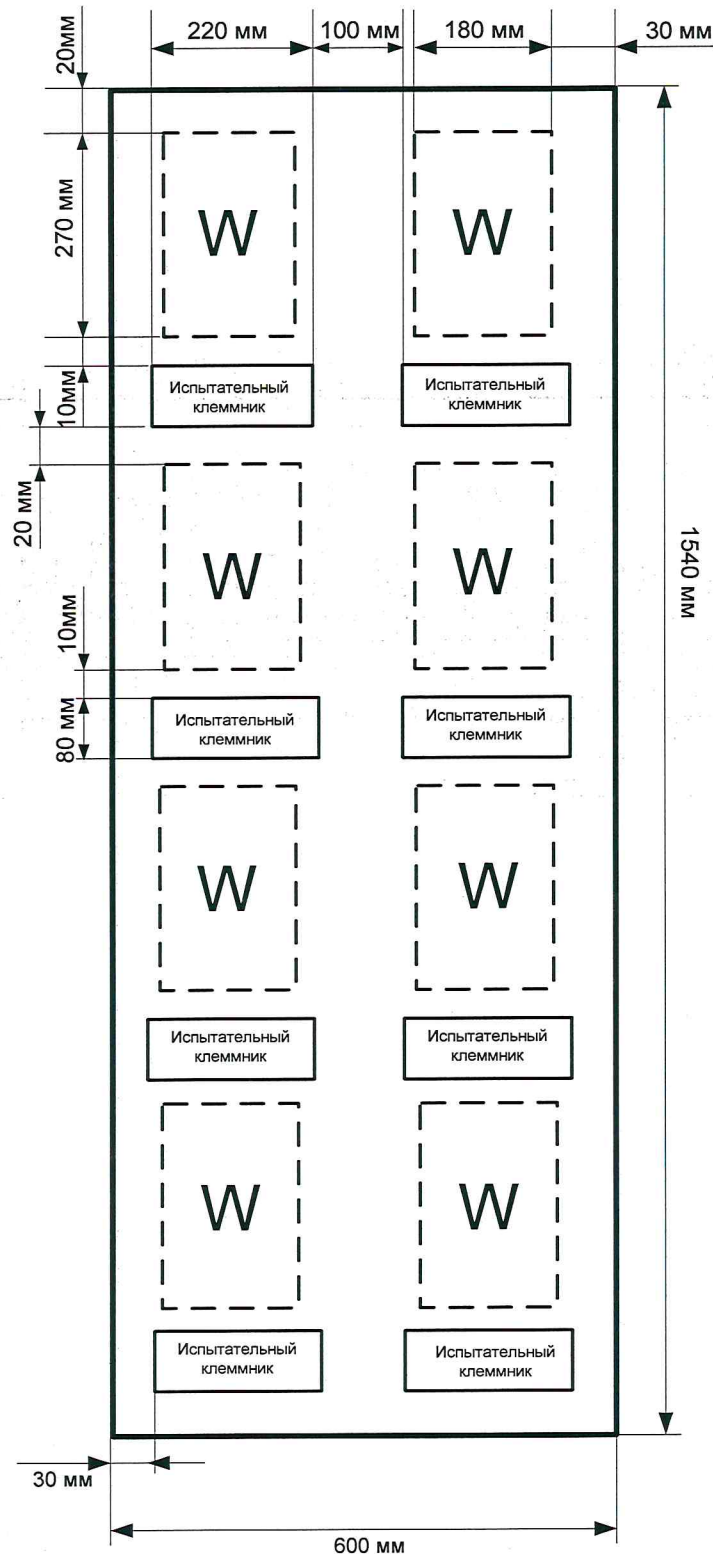 220 мм
100 мм
180 мм
30 мм
20мм
270 мм
W
W
10мм
Испытательный
клеммник
Испытательный
клеммник
20 мм
W
W
1540 мм
10мм
80 мм
Испытательный
клеммник
Испытательный
клеммник
W
W
Испытательный
клеммник
Испытательный
клеммник
W
W
Испытательный
клеммник
Испытательный
клеммник
30 мм
600 мм